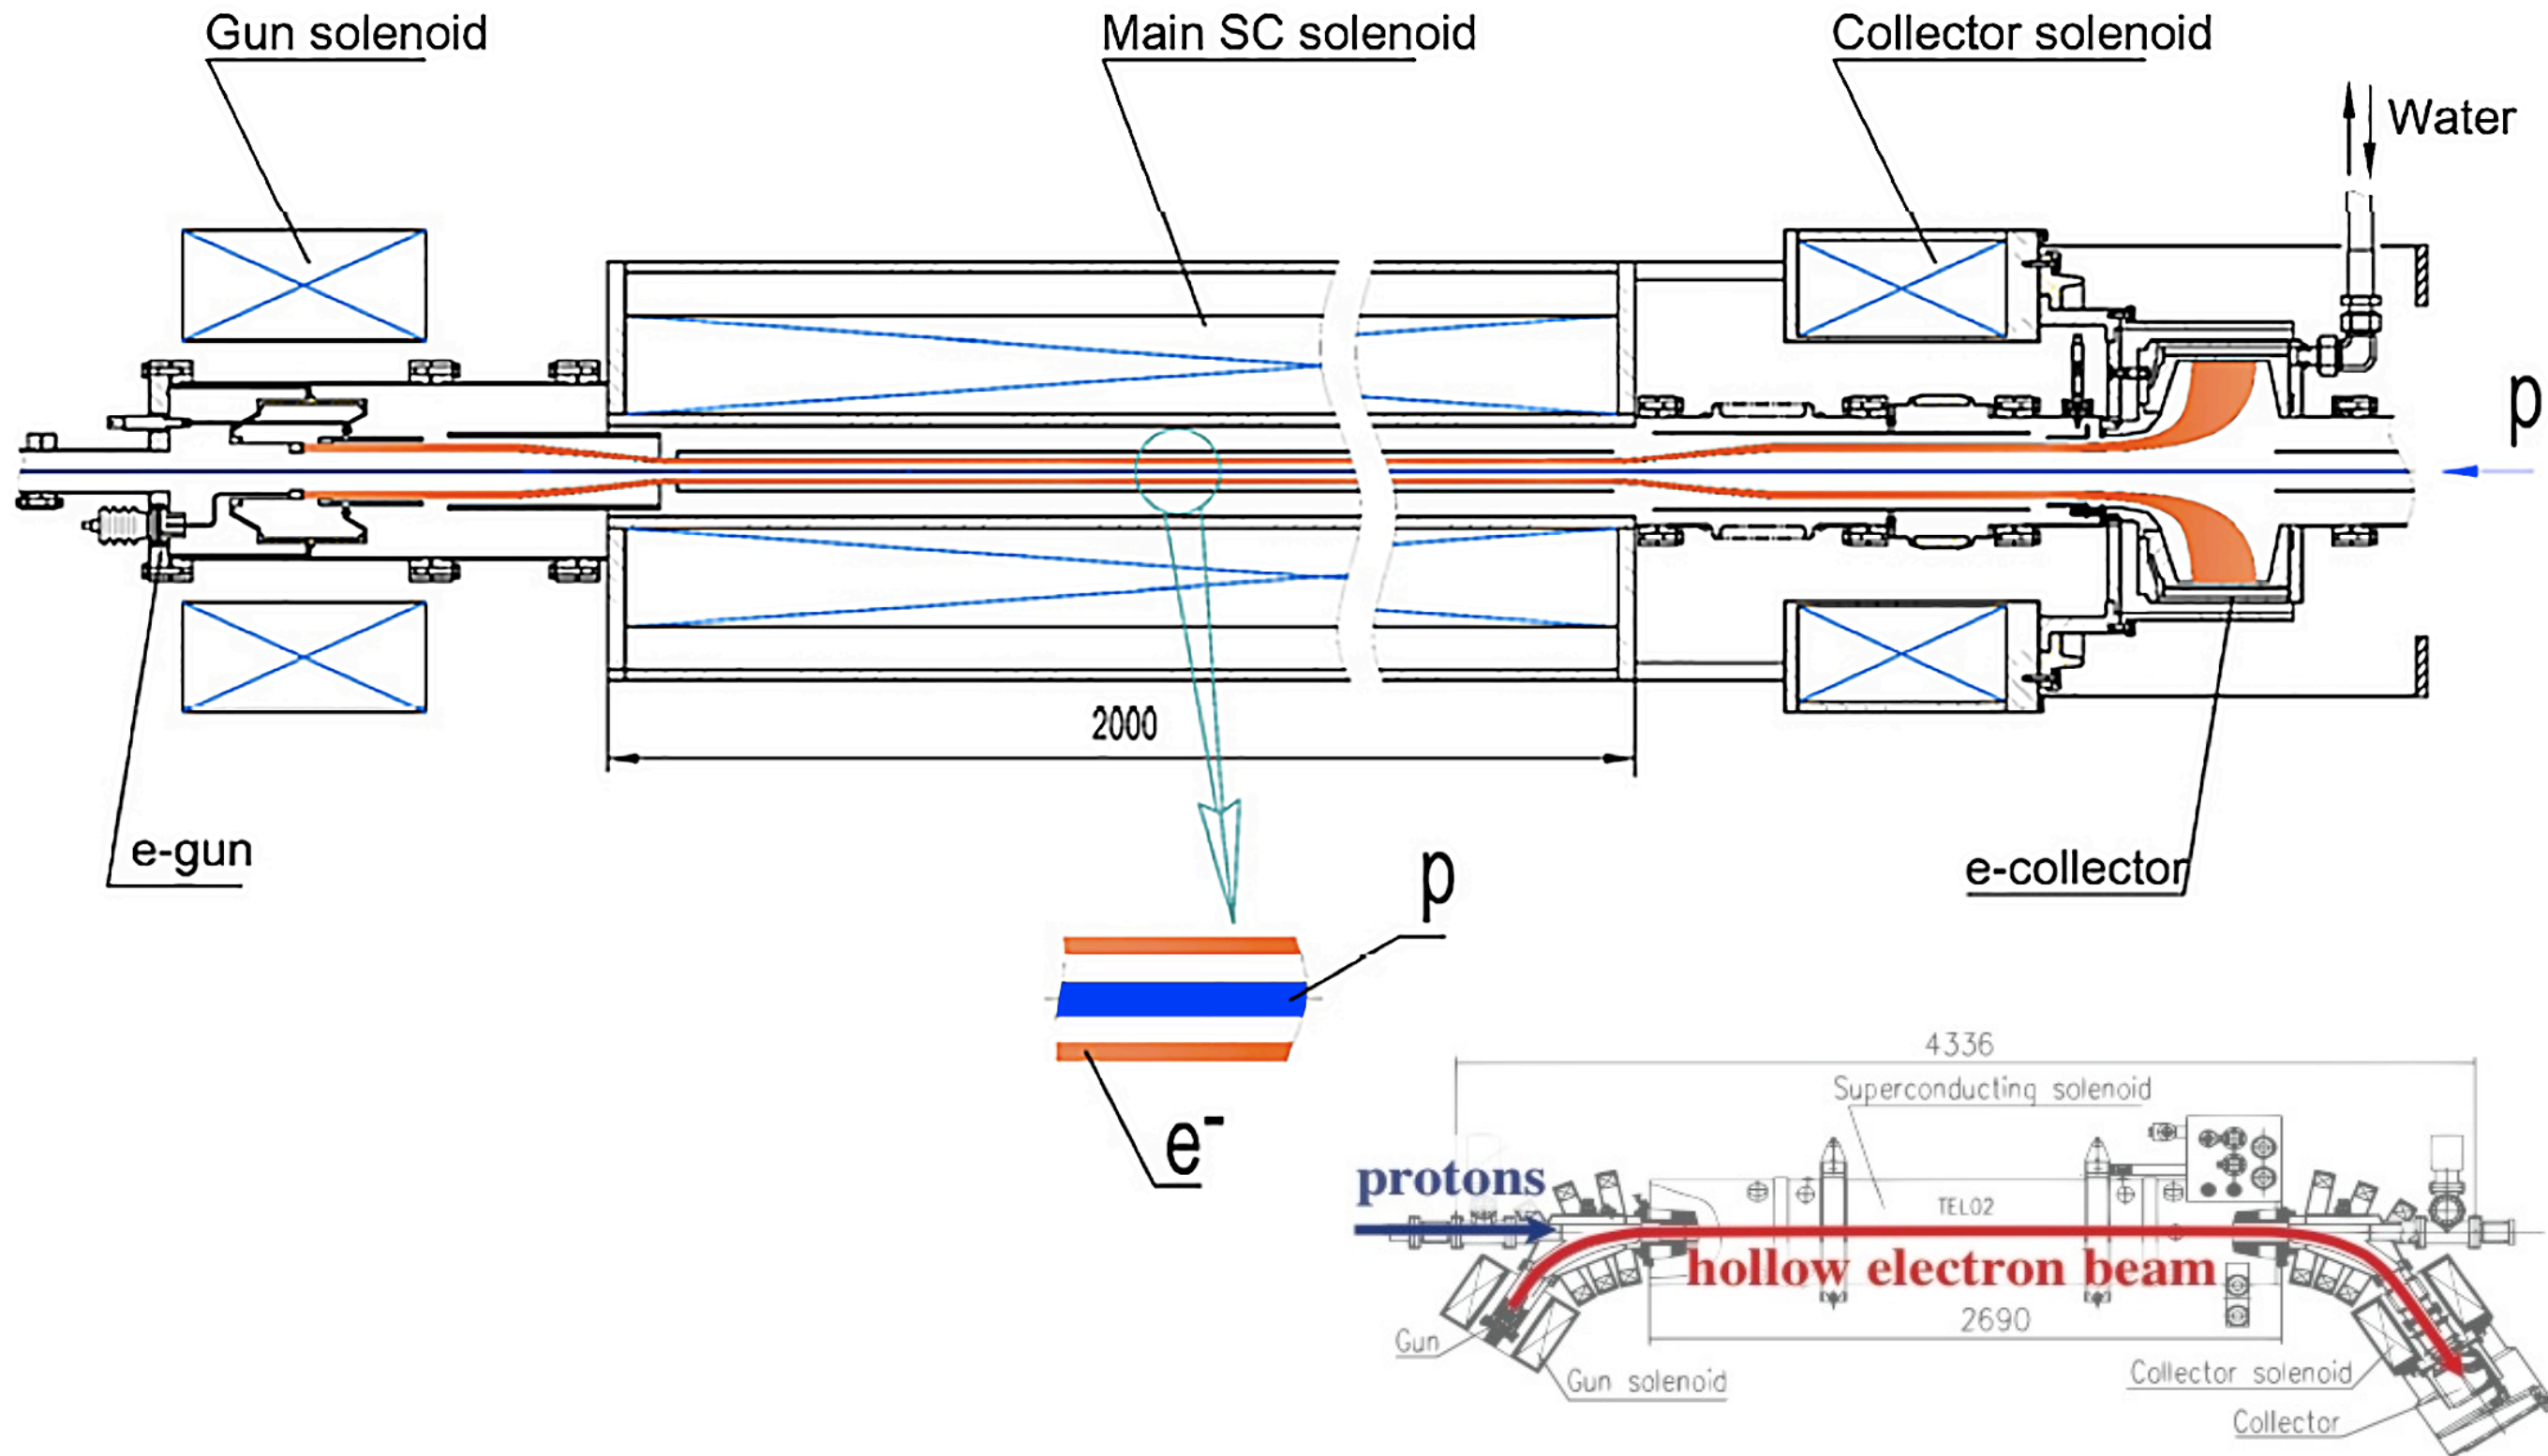 Gun solenoid
Main SC solenoid
Collector solenoid
Water
p
2000
e-gun
e-collector
p
e-
4336
Superconducting solenoid
protons
TEL02
hollow electron beam
2690
Gun
Gun solenoid
Collector solenoid
Collector